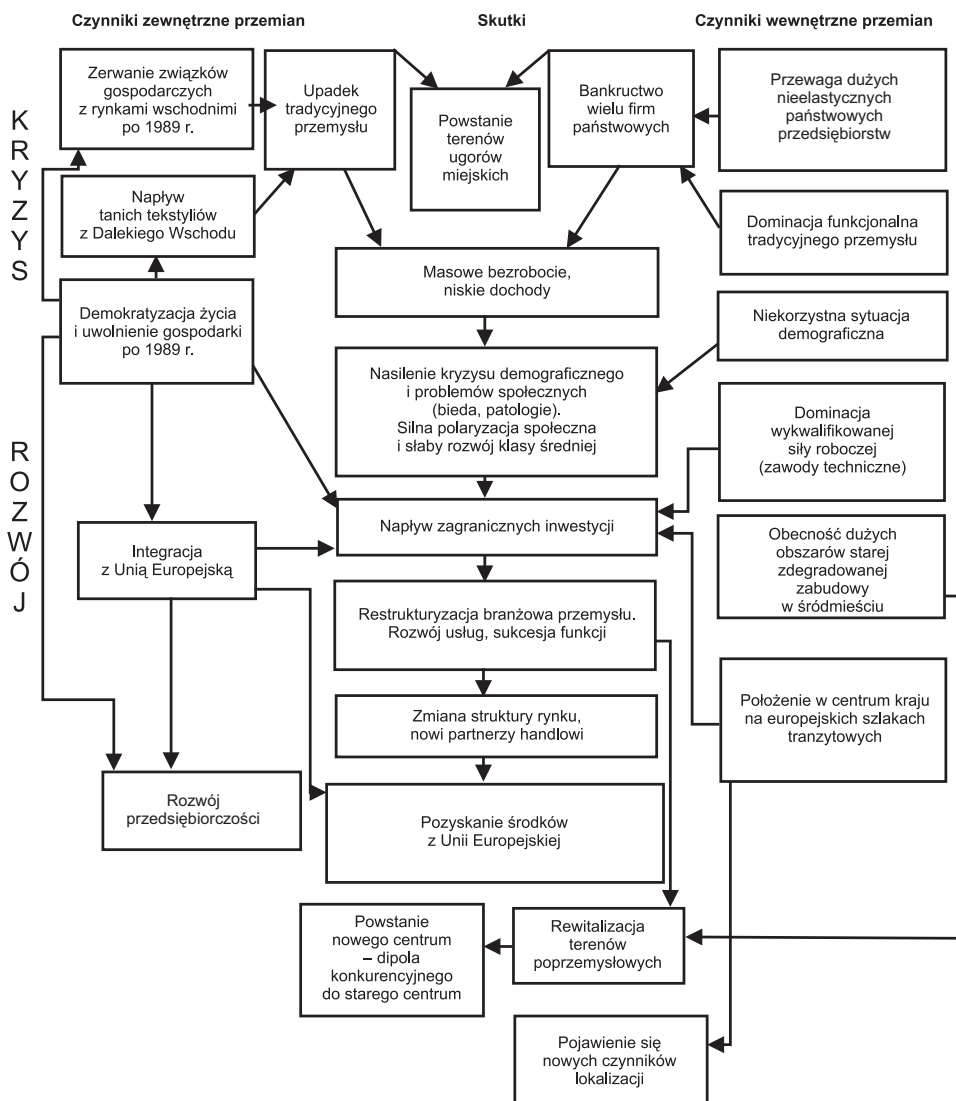 Czynniki zewnętrzne przemian
Skutki
Czynniki wewnętrzne przemian
KRYZYS
ROZWÓJ
Zerwanie związków
gospodarczych
z rynkami wschodnimi
po 1989 r.
Upadek
tradycyjnego
przemysłu
Powstanie
terenów
ugorów
miejskich
Bankructwo
wielu firm
państwowych
Przewaga dużych
nieelastycznych
państwowych
przedsiębiorstw
Napływ
tanich tekstyliów
z Dalekiego Wschodu
Dominacja funkcjonalna
tradycyjnego przemysłu
Masowe bezrobocie,
niskie dochody
Demokratyzacja życia
i uwolnienie gospodarki
po 1989 r.
Niekorzystna sytuacja
demograficzna
Nasilenie kryzysu demograficznego
i problemów społecznych
(bieda, patologie).
Silna polaryzacja społeczna
i słaby rozwój klasy średniej
Dominacja
wykwalifikowanej
siły roboczej
(zawody techniczne)
Napływ zagranicznych inwestycji
Integracja
z Unią Europejską
Obecność dużych
obszarów starej
zdegradowanej
zabudowy
w śródmieściu
Restrukturyzacja branżowa przemysłu.
Rozwój usług, sukcesja funkcji
Położenie w centrum kraju
na europejskich szlakach
tranzytowych
Zmiana struktury rynku,
nowi partnerzy handlowi
Rozwój
przedsiębiorczości
Pozyskanie środków
z Unii Europejskiej
Powstanie
nowego centrum
– dipola
konkurencyjnego
do starego centrum
Rewitalizacja
terenów
poprzemysłowych
Pojawienie się
nowych czynników
lokalizacji